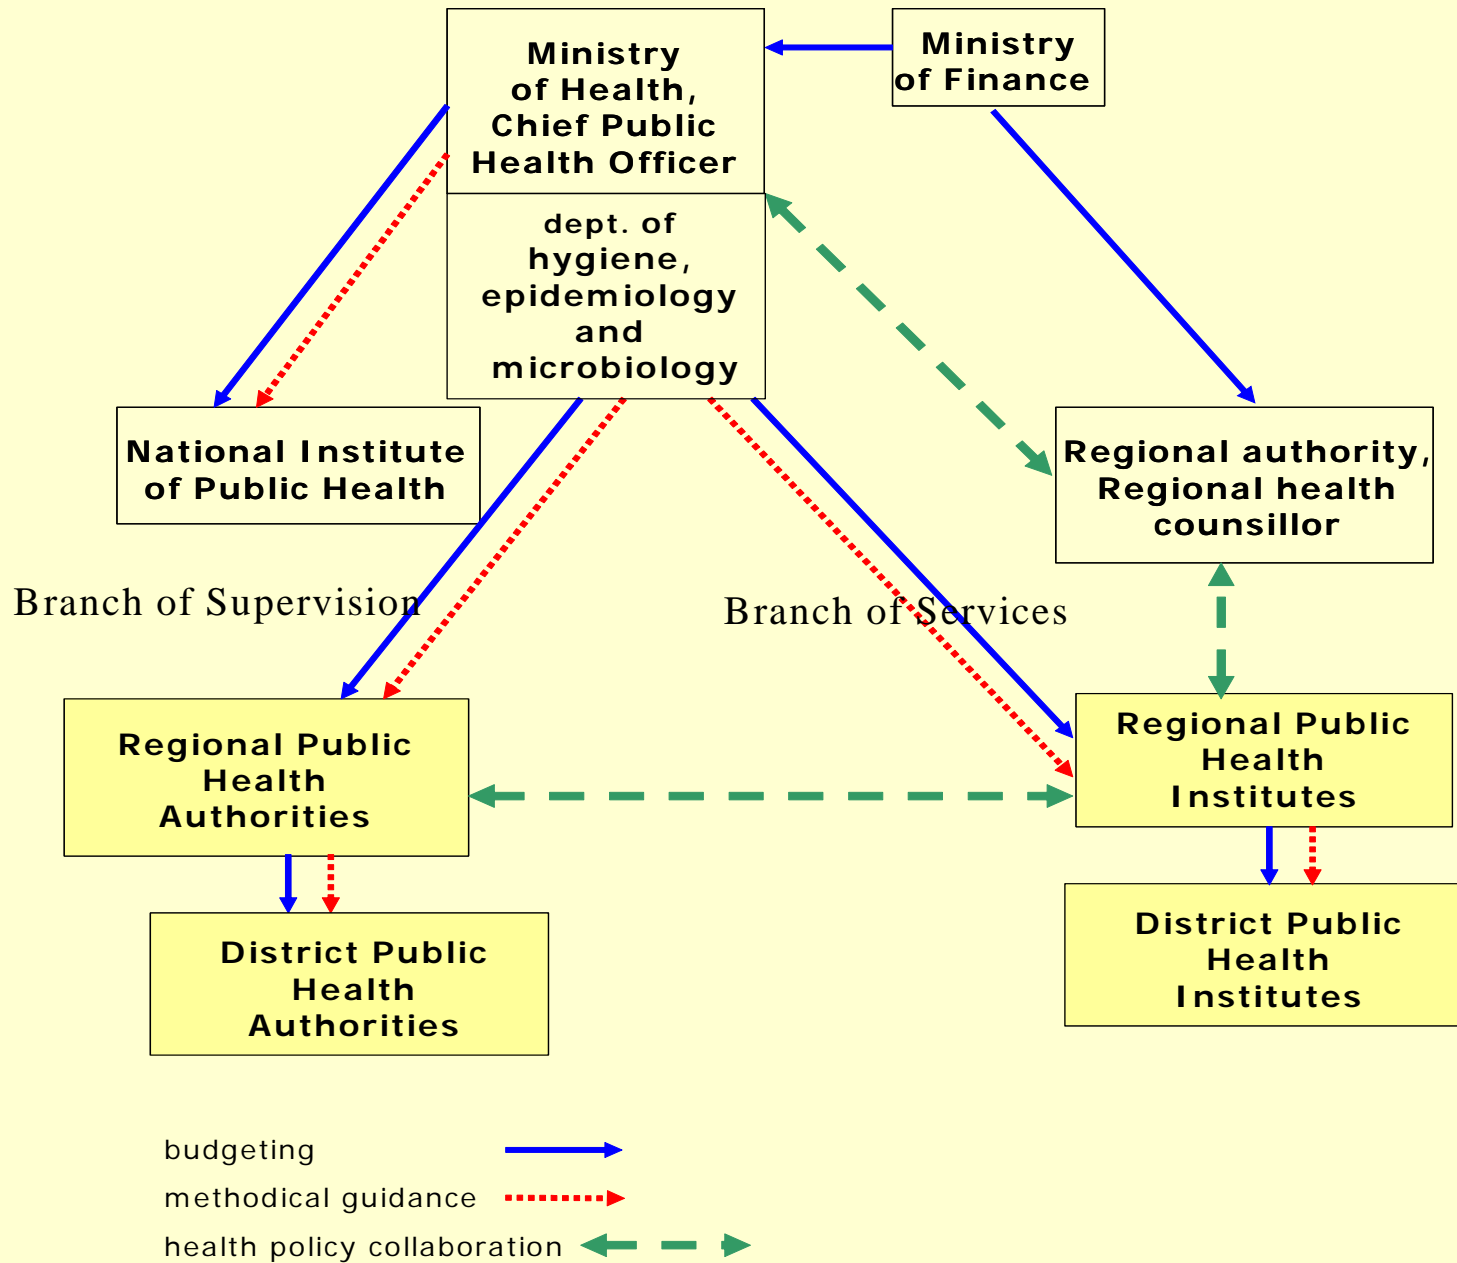 Ministry
of Health,
Chief Public
Health Officer
Ministry
of Finance
dept. of
hygiene,
epidemiology
and
microbiology
National Institute
of Public Health
Regional authority,
Regional health
counsillor
Branch of Supervision
Branch of Services
Regional Public
Health
Authorities
Regional Public
Health
Institutes
District Public
Health
Authorities
District Public
Health
Institutes
budgeting
methodical guidance
health policy collaboration